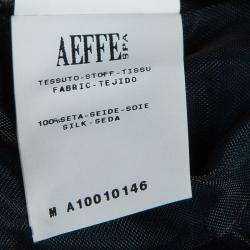 AEFFE SPA
TESSUTO-STOFF-TISSU
FABRIC-TEJIDO
100%SETA-SEIDE-SOIE
SILK-SEDA
M A10010146